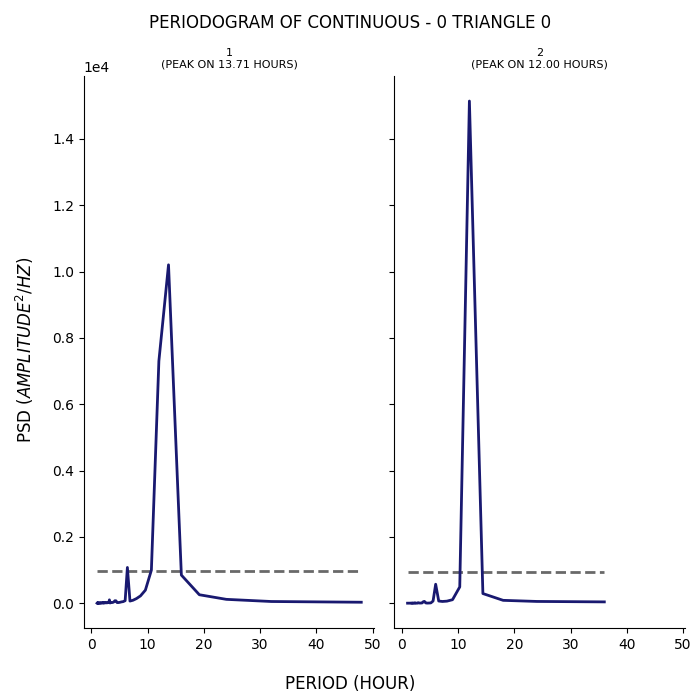 PERIODOGRAM OF CONTINUOUS - 0 TRIANGLE 0
1
(PEAK ON 13.71 HOURS)
2
(PEAK ON 12.00 HOURS)
1e4
1.4
1.2
1.0
0.8
0.6
0.4
0.2
0.0
PSD (AMPLITUDE²/HZ)
0 10 20 30 40 50
0 10 20 30 40 50
PERIOD (HOUR)